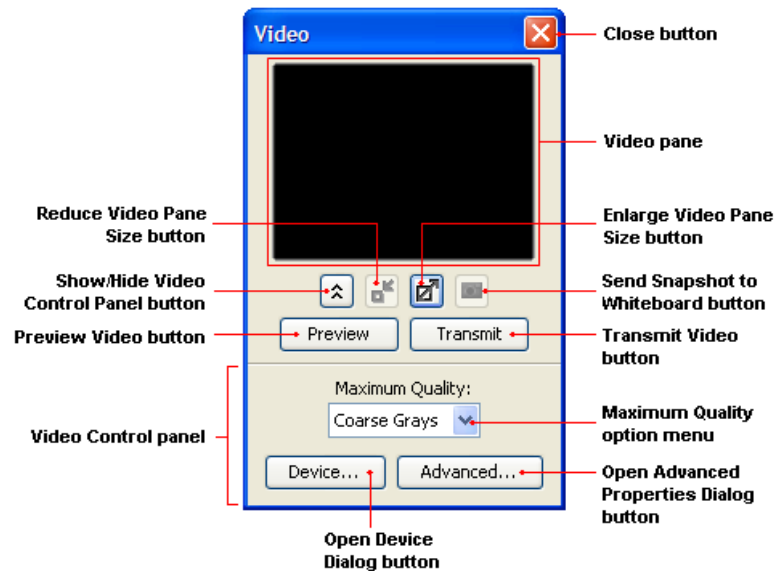 Video
Close button
Video pane
Reduce Video Pane
Size button
Enlarge Video Pane
Size button
Show/Hide Video
Control Panel button
Send Snapshot to
Whiteboard button
Preview Video button
Preview
Transmit
Transmit Video
button
Maximum Quality:
Coarse Grays
Maximum Quality
option menu
Video Control panel
Device...
Advanced...
Open Advanced
Properties Dialog
button
Open Device
Dialog button